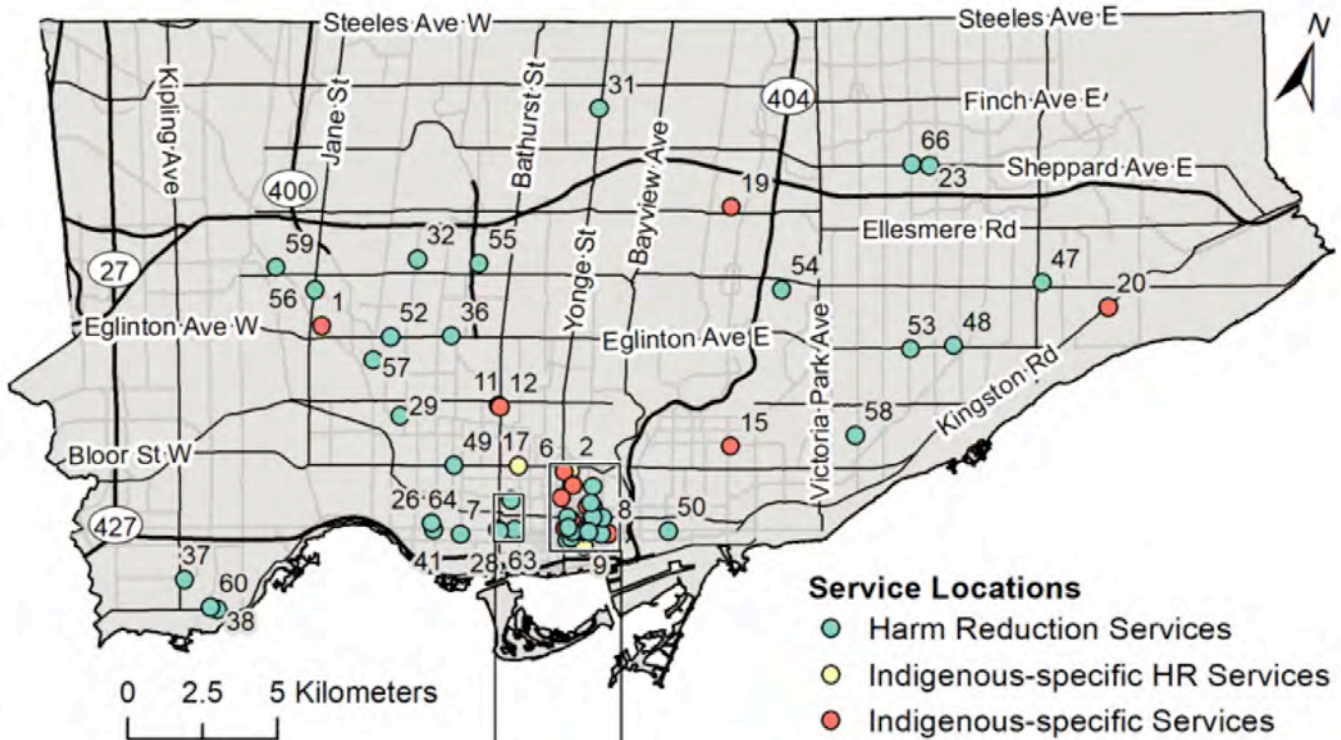 Steeles Ave W
Steeles Ave E
N
Kipling Ave
Jane St
Bathurst St
31
Bayview Ave
404
Finch Ave E
66
Sheppard Ave E
23
400
19
Ellesmere Rd
59
32
55
Yonge St
27
54
47
20
56
1
52
36
Eglinton Ave W
Eglinton Ave E
53
48
57
Victoria Park Ave
Kingston Rd
11
12
29
15
58
Bloor St W
49
17
6
2
26
64
7
8
50
427
41
28
63
9
37
60
38
Service Locations
Harm Reduction Services
Indigenous-specific HR Services
Indigenous-specific Services
0 2.5 5 Kilometers